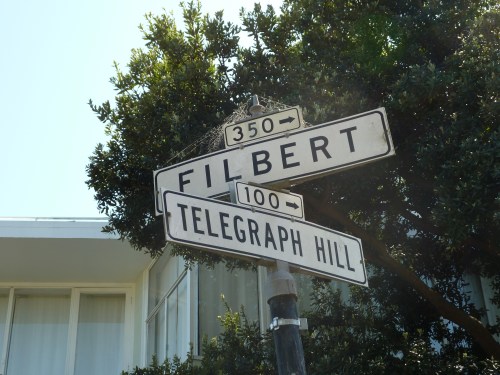 350 →
FILBERT
100 →
TELEGRAPH HILL